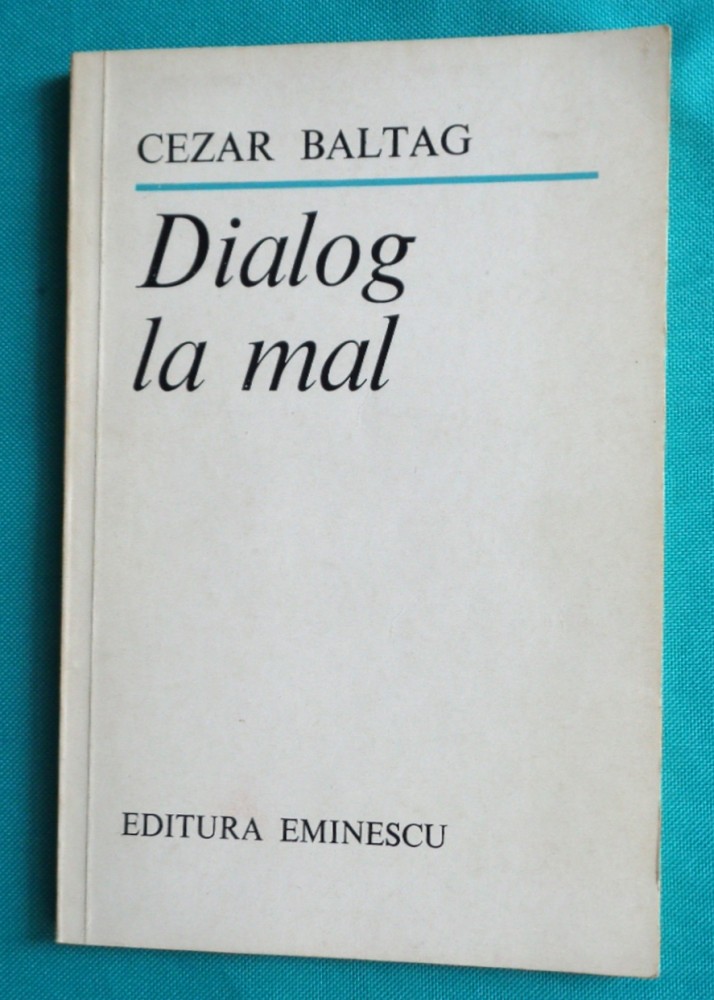 CEZAR BALTAG
Dialog
la mal
EDITURA EMINESCU